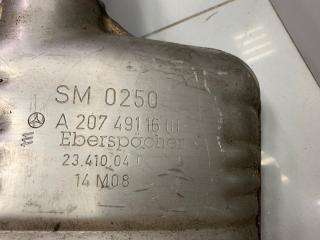 SM 0250
A 207 491 16 01
Eberspächer
23.410.04
14 M08